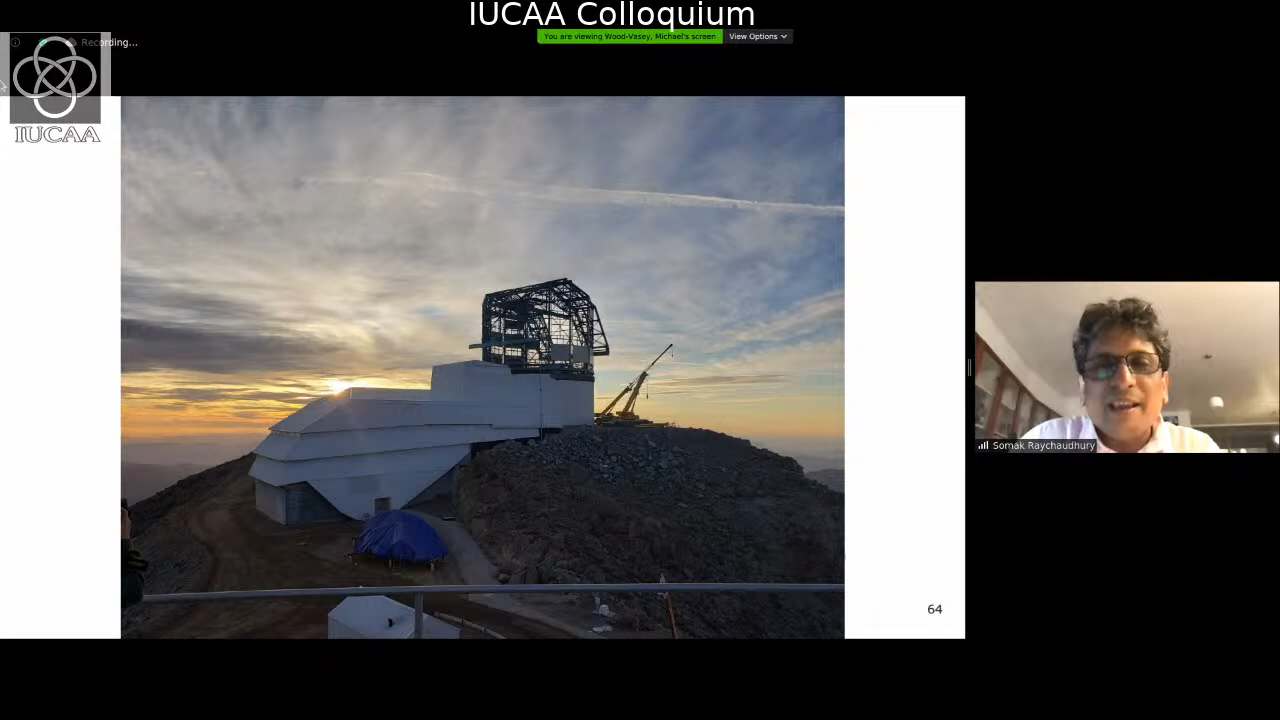 IUCAA Colloquium
You are viewing Wood-Vasey, Michael's screen
View Options
Recording...
IUCAA
Somak Raychaudhury
64